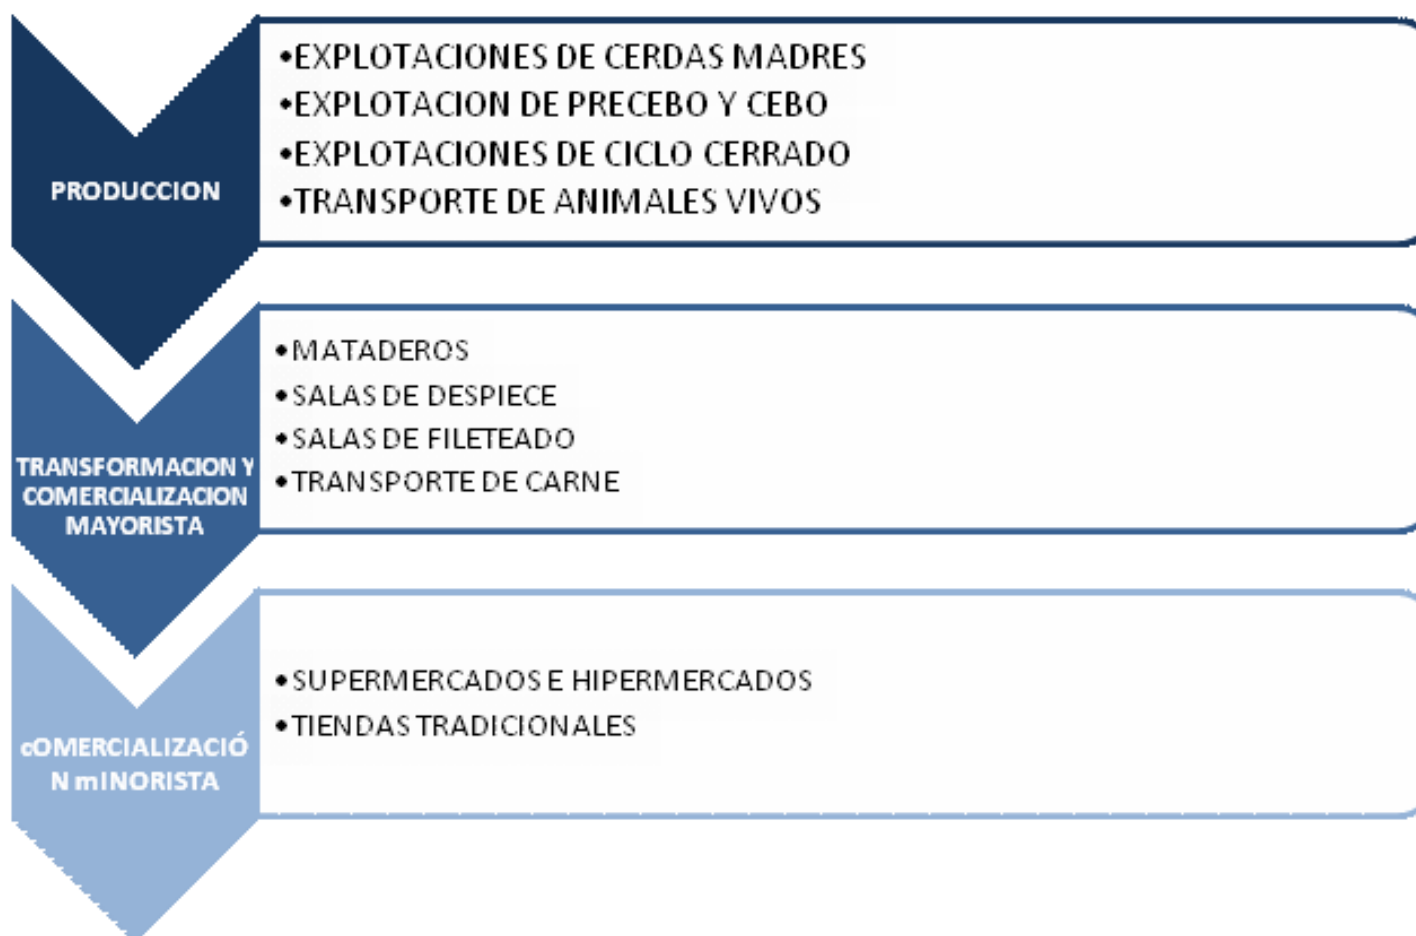 PRODUCCION
•EXPLOTACIONES DE CERDAS MADRES
•EXPLOTACION DE PRECEBO Y CEBO
•EXPLOTACIONES DE CICLO CERRADO
•TRANSPORTE DE ANIMALES VIVOS
TRANSFORMACION Y
COMERCIALIZACION
MAYORISTA
•MATADEROS
•SALAS DE DESPIECE
•SALAS DE FILETEADO
•TRANSPORTE DE CARNE
cOMERCIALIZACIÓ
N mINORISTA
•SUPERMERCADOS E HIPERMERCADOS
•TIENDAS TRADICIONALES